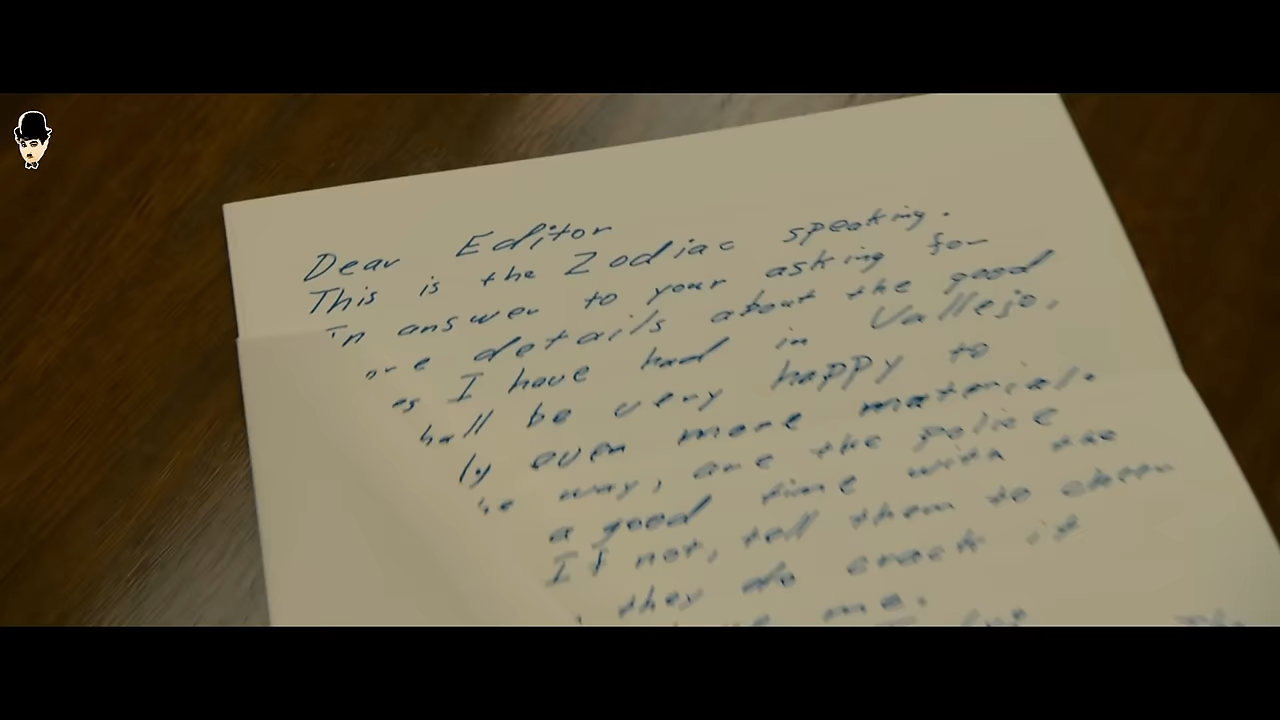 Dear Editor
This is the Zodiac speaking.
In answer to your asking for
details about the good
I have had in Vallejo,
be very happy to
even more material.
way, are the police
a good time with the
If not, tell them to cheer
they do crack it
me.